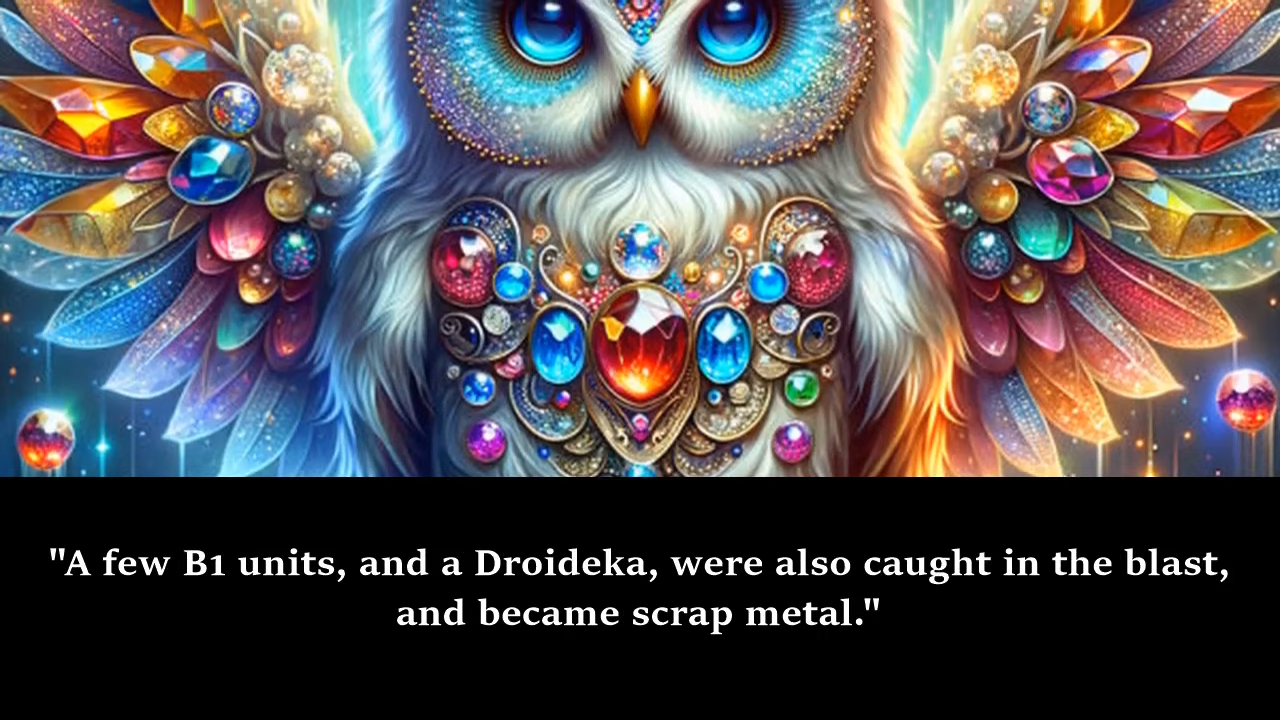 "A few B1 units, and a Droideka, were also caught in the blast,
and became scrap metal."